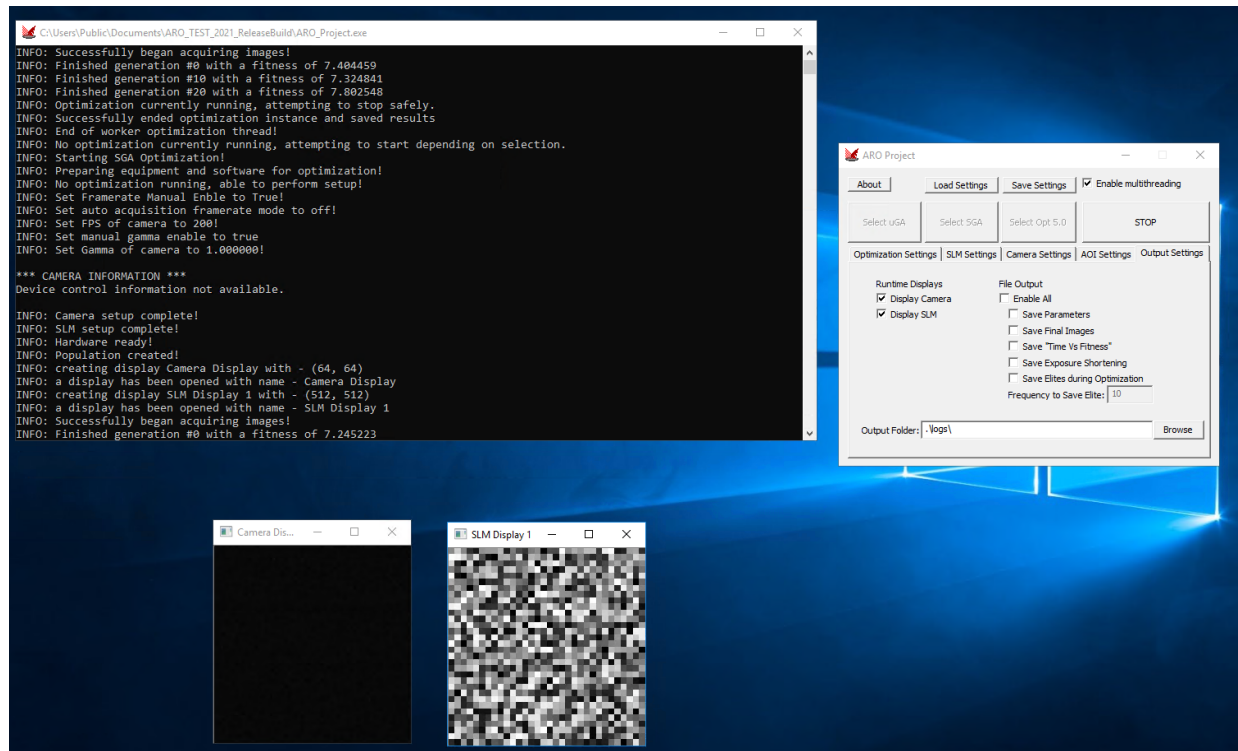 C:\Users\Public\Documents\ARO_TEST_2021_ReleaseBuild\ARO_Project.exe
INFO: Successfully began acquiring images!
INFO: Finished generation #0 with a fitness of 7.404459
INFO: Finished generation #10 with a fitness of 7.324841
INFO: Finished generation #20 with a fitness of 7.802548
INFO: Optimization currently running, attempting to stop safely.
INFO: Successfully ended optimization instance and saved results
INFO: End of worker optimization thread!
INFO: No optimization currently running, attempting to start depending on selection.
INFO: Starting SGA Optimization!
INFO: Preparing equipment and software for optimization!
INFO: No optimization running, able to perform setup!
INFO: Set Framerate Manual Enble to True!
INFO: Set auto acquisition framerate mode to off!
INFO: Set FPS of camera to 200!
INFO: Set manual gamma enable to true
INFO: Set Gamma of camera to 1.000000!
*** CAMERA INFORMATION ***
Device control information not available.
INFO: Camera setup complete!
INFO: SLM setup complete!
INFO: Hardware ready!
INFO: Population created!
INFO: creating display Camera Display with - (64, 64)
INFO: a display has been opened with name - Camera Display
INFO: creating display SLM Display 1 with - (512, 512)
INFO: a display has been opened with name - SLM Display 1
INFO: Successfully began acquiring images!
INFO: Finished generation #0 with a fitness of 7.245223
ARO Project
About Load Settings Save Settings Enable multithreading
Select uGA Select SGA Select Opt 5.0 STOP
Optimization Settings SLM Settings Camera Settings AOI Settings Output Settings
Runtime Displays File Output
Display Camera Enable All
Display SLM Save Parameters
Save Final Images
Save "Time Vs Fitness"
Save Exposure Shortening
Save Elites during Optimization
Frequency to Save Elite: 10
Output Folder: .\logs\ Browse
Camera Dis...
SLM Display 1